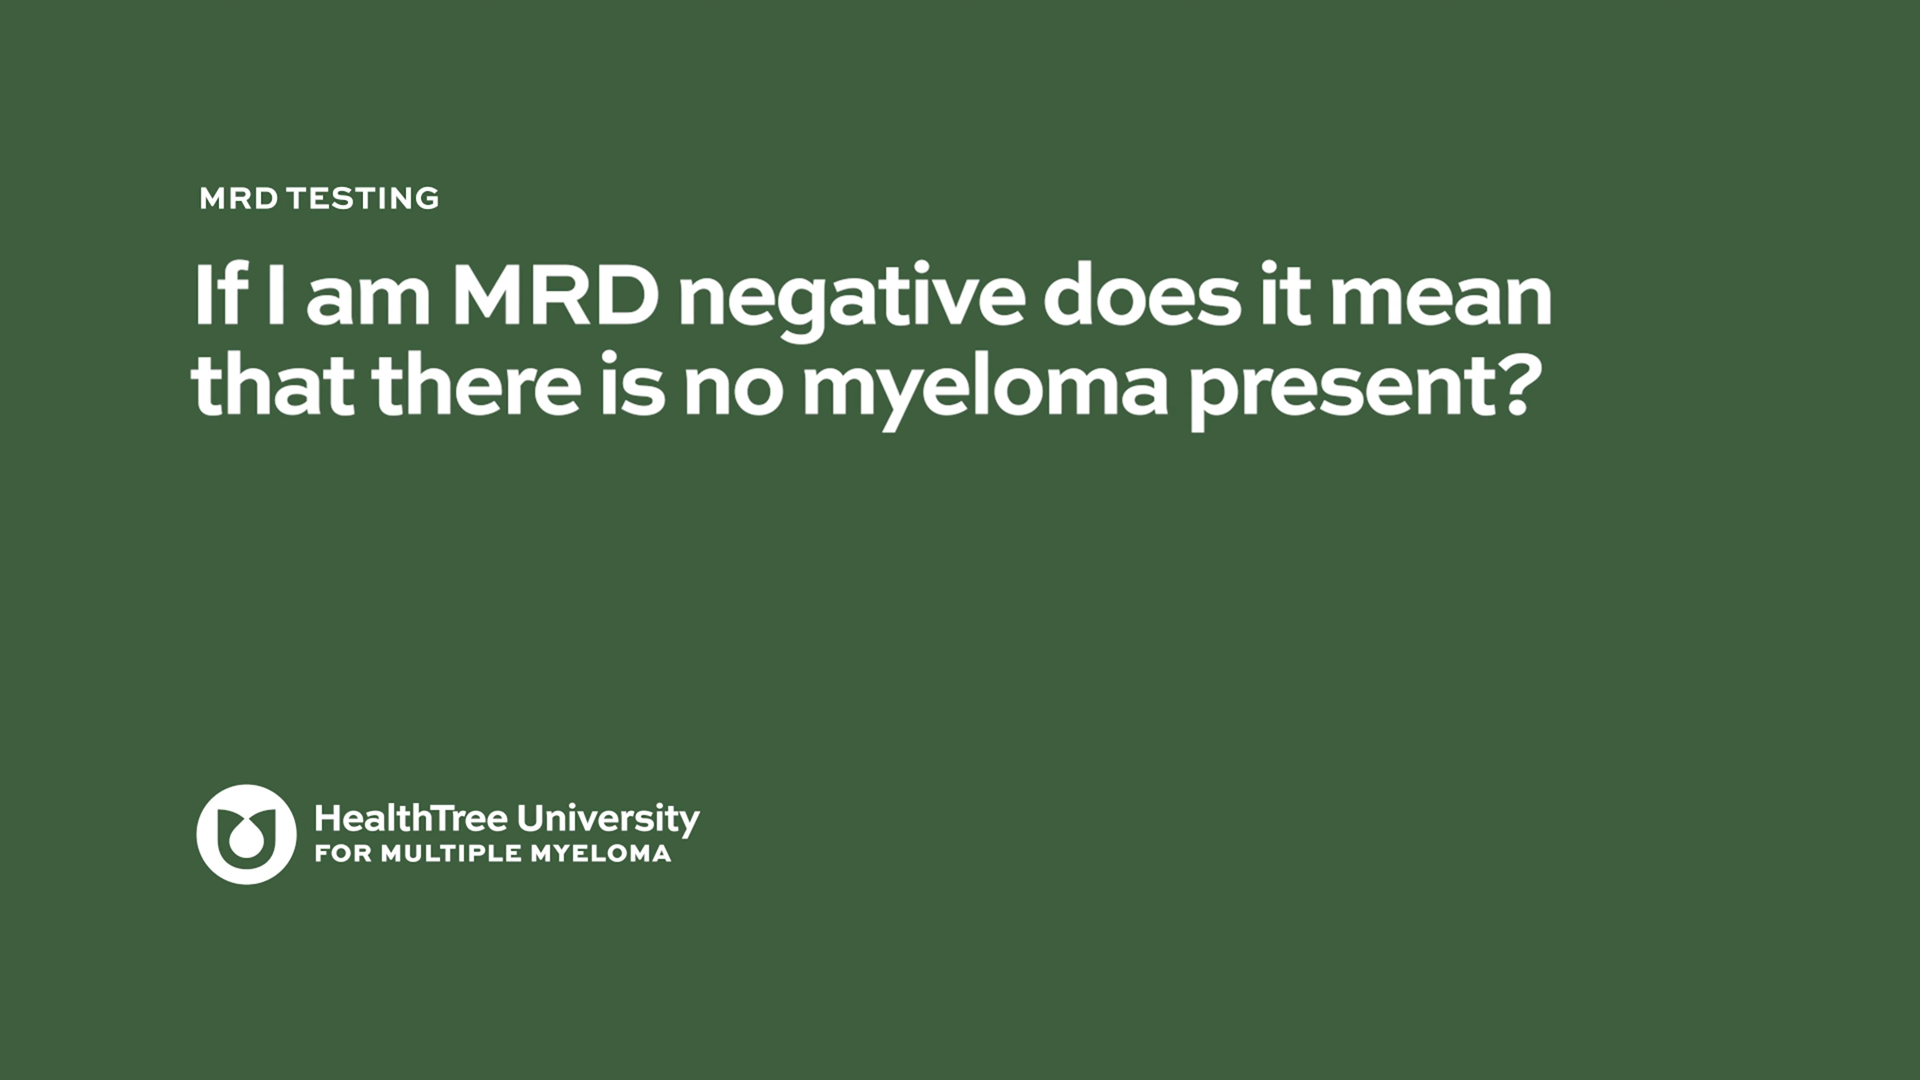 MRD TESTING
If I am MRD negative does it mean
that there is no myeloma present?
HealthTree University
FOR MULTIPLE MYELOMA